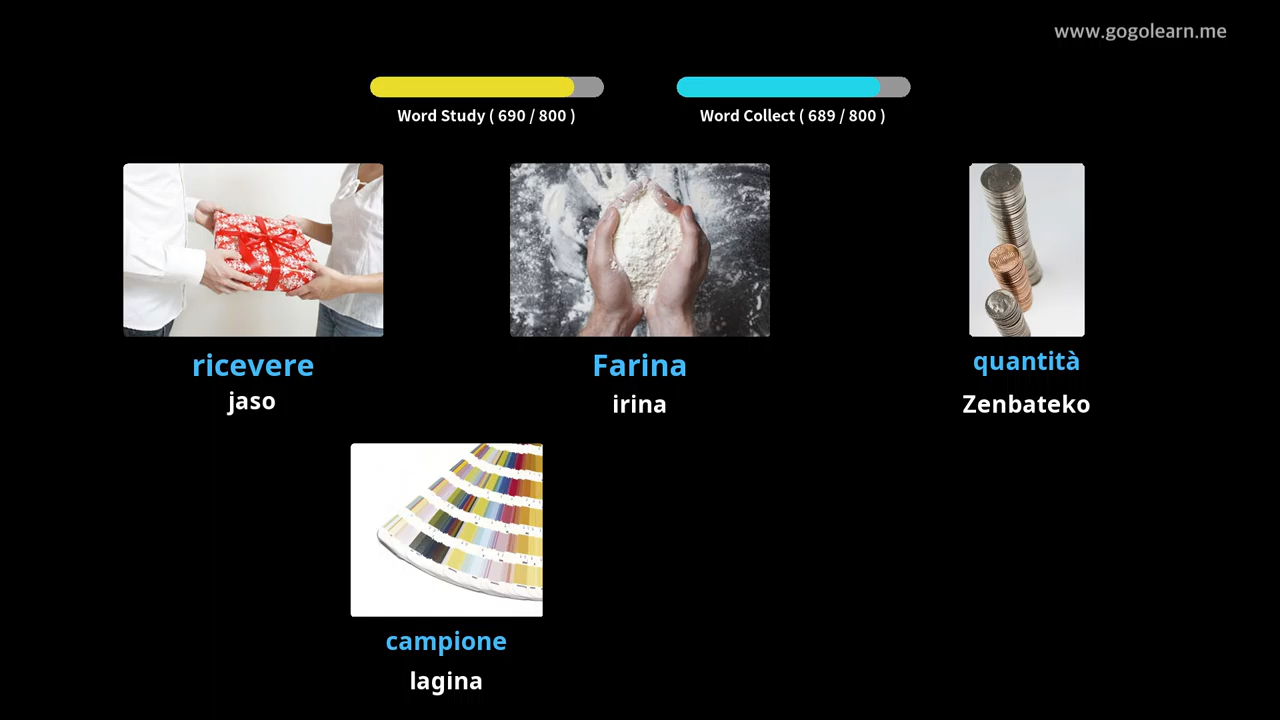 www.gogolearn.me
Word Study ( 690 / 800 )
Word Collect ( 689 / 800 )
ricevere
jaso
Farina
irina
quantità
Zenbateko
campione
lagina